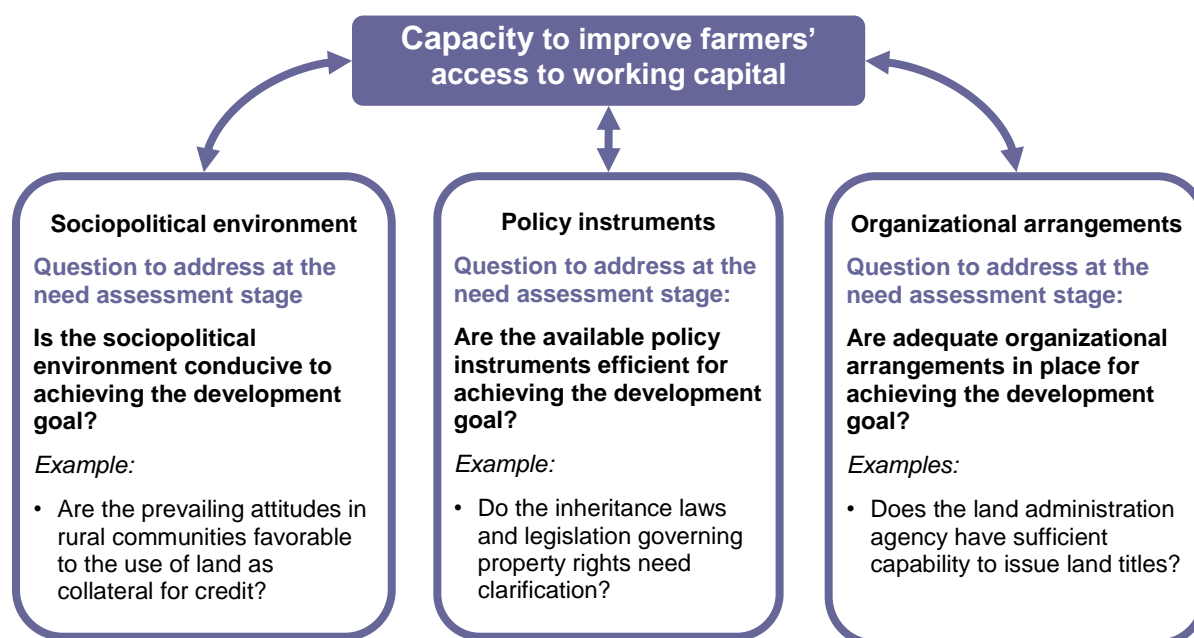 Capacity to improve farmers'
access to working capital
Sociopolitical environment
Question to address at the
need assessment stage
Is the sociopolitical
environment conducive to
achieving the development
goal?
Example:
• Are the prevailing attitudes in
rural communities favorable
to the use of land as
collateral for credit?
Policy instruments
Question to address at the
need assessment stage:
Are the available policy
instruments efficient for
achieving the development
goal?
Example:
• Do the inheritance laws
and legislation governing
property rights need
clarification?
Organizational arrangements
Question to address at the
need assessment stage:
Are adequate organizational
arrangements in place for
achieving the development
goal?
Examples:
• Does the land administration
agency have sufficient
capability to issue land titles?